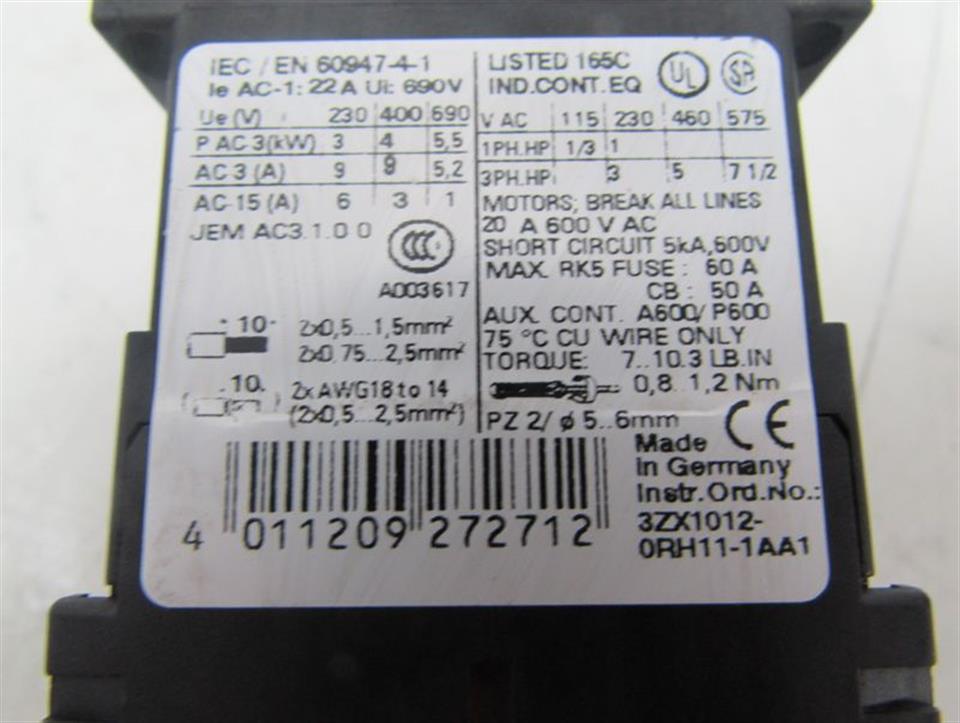 IEC / EN 60947-4-1
Ie AC-1: 22 A Ui: 690V
Ue (V) 230 400 690
P AC 3 (kW) 3 4 5,5
AC 3 (A) 9 9 5,2
AC-15 (A) 6 3 1
JEM AC3.1.0 0
CCC
A003617
10 2x0,5...1,5mm²
2x0.75...2,5mm²
10. 2x AWG18 to 14
(2x0,5...2,5mm²)
LISTED 165C
IND.CONT. EQ
UL
SA
V AC 115 230 460 575
1PH.HP 1/3 1
3PH.HP 3 5 7 1/2
MOTORS; BREAK ALL LINES
20 A 600 V AC
SHORT CIRCUIT 5kA,600V
MAX. RK5 FUSE: 60 A
CB: 50 A
AUX. CONT. A600/P600
75 °C CU WIRE ONLY
TORQUE: 7..10.3 LB.IN
0,8..1,2 Nm
PZ 2/ ø 5..6mm
CE
Made
In Germany
Instr.Ord.No.:
3ZX1012-
0RH11-1AA1
4 011209 272712